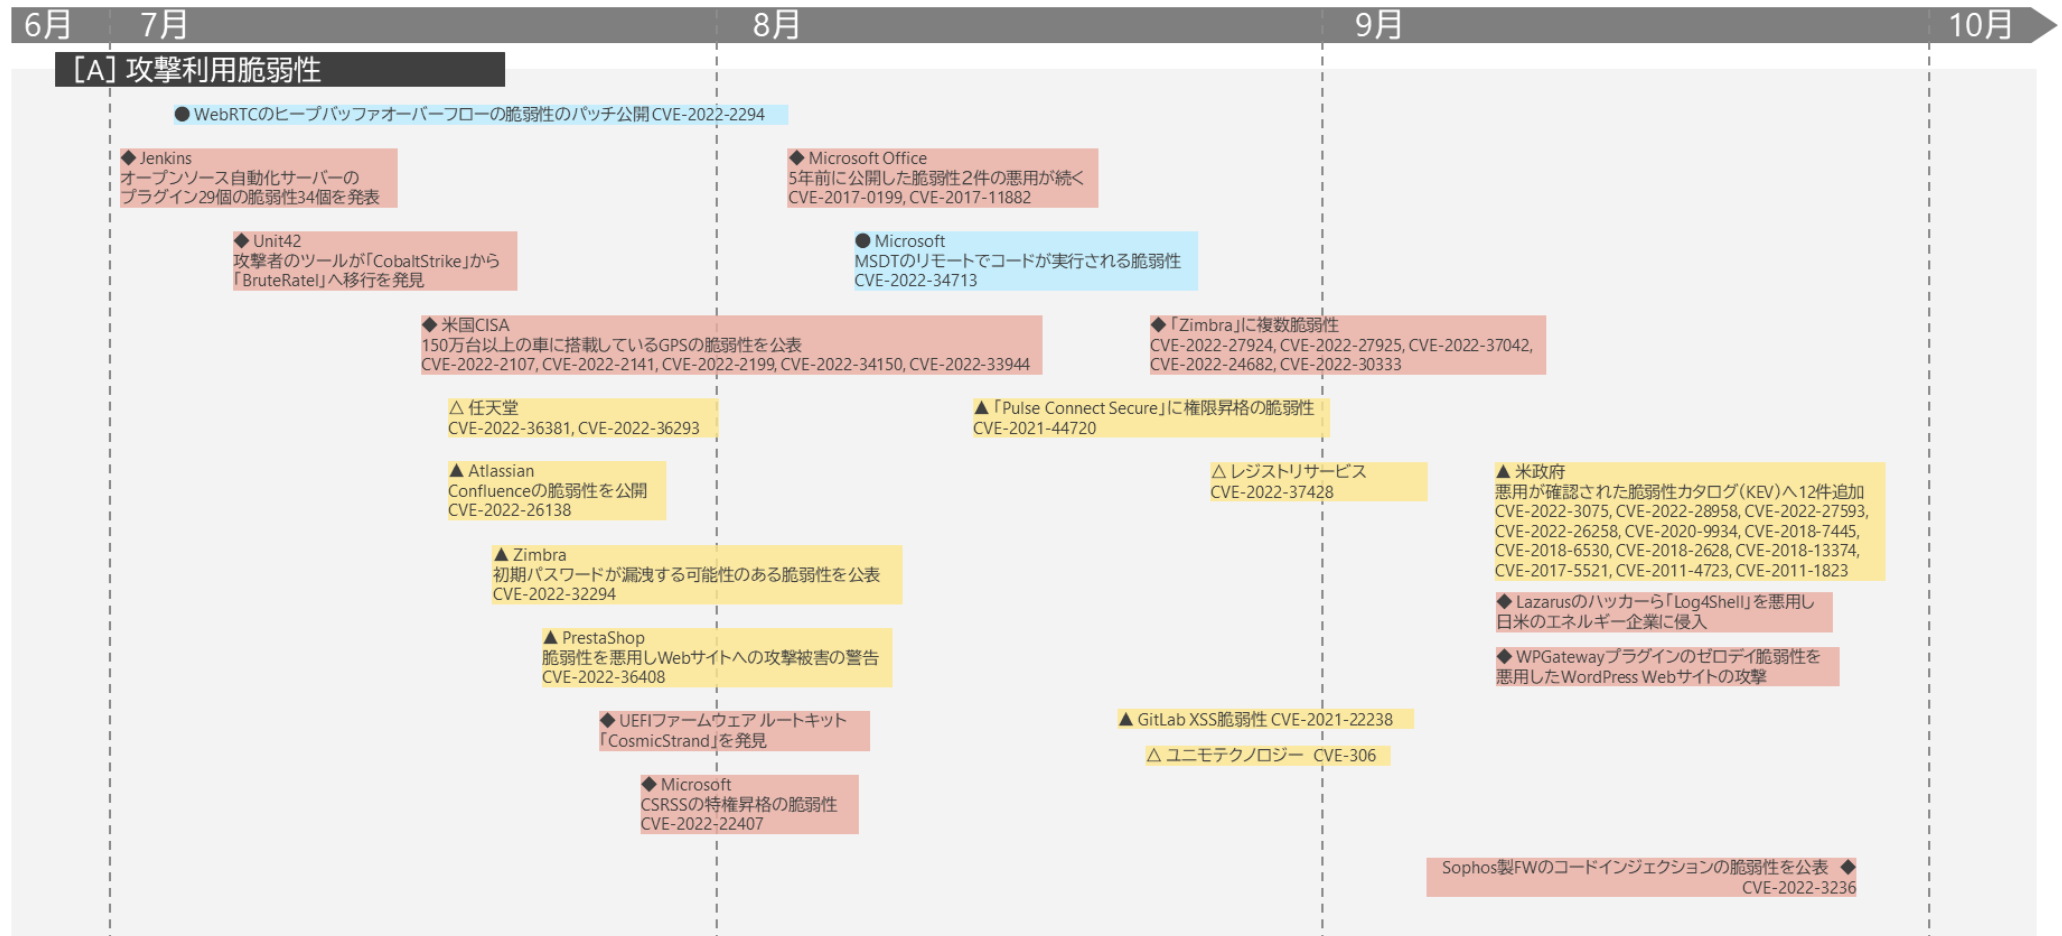 6月 7月 8月 9月 10月
[A] 攻撃利用脆弱性
● WebRTCのヒープバッファオーバーフローの脆弱性のパッチ公開 CVE-2022-2294
◆ Jenkins
オープンソース自動化サーバーの
プラグイン29個の脆弱性34個を発表
◆ Microsoft Office
5年前に公開した脆弱性2件の悪用が続く
CVE-2017-0199, CVE-2017-11882
◆ Unit42
攻撃者のツールが「CobaltStrike」から
「BruteRatel」へ移行を発見
● Microsoft
MSDTのリモートでコードが実行される脆弱性
CVE-2022-34713
◆ 米国CISA
150万台以上の車に搭載しているGPSの脆弱性を公表
CVE-2022-2107, CVE-2022-2141, CVE-2022-2199, CVE-2022-34150, CVE-2022-33944
◆「Zimbra」に複数脆弱性
CVE-2022-27924, CVE-2022-27925, CVE-2022-37042,
CVE-2022-24682, CVE-2022-30333
△ 任天堂
CVE-2022-36381, CVE-2022-36293
▲「Pulse Connect Secure」に権限昇格の脆弱性
CVE-2021-44720
▲ Atlassian
Confluenceの脆弱性を公開
CVE-2022-26138
△ レジストリサービス
CVE-2022-37428
▲ 米政府
悪用が確認された脆弱性カタログ(KEV)へ12件追加
CVE-2022-3075, CVE-2022-28958, CVE-2022-27593,
CVE-2022-26258, CVE-2020-9934, CVE-2018-7445,
CVE-2018-6530, CVE-2018-2628, CVE-2018-13374,
CVE-2017-5521, CVE-2011-4723, CVE-2011-1823
▲ Zimbra
初期パスワードが漏洩する可能性のある脆弱性を公表
CVE-2022-32294
◆ Lazarusのハッカーら「Log4Shell」を悪用し
日米のエネルギー企業に侵入
▲ PrestaShop
脆弱性を悪用しWebサイトへの攻撃被害の警告
CVE-2022-36408
◆ WPGatewayプラグインのゼロデイ脆弱性を
悪用したWordPress Webサイトの攻撃
◆ UEFIファームウェア ルートキット
「CosmicStrand」を発見
▲ GitLab XSS脆弱性 CVE-2021-22238
△ ユニモテクノロジー CVE-306
◆ Microsoft
CSRSSの特権昇格の脆弱性
CVE-2022-22407
Sophos製FWのコードインジェクションの脆弱性を公表 ◆
CVE-2022-3236